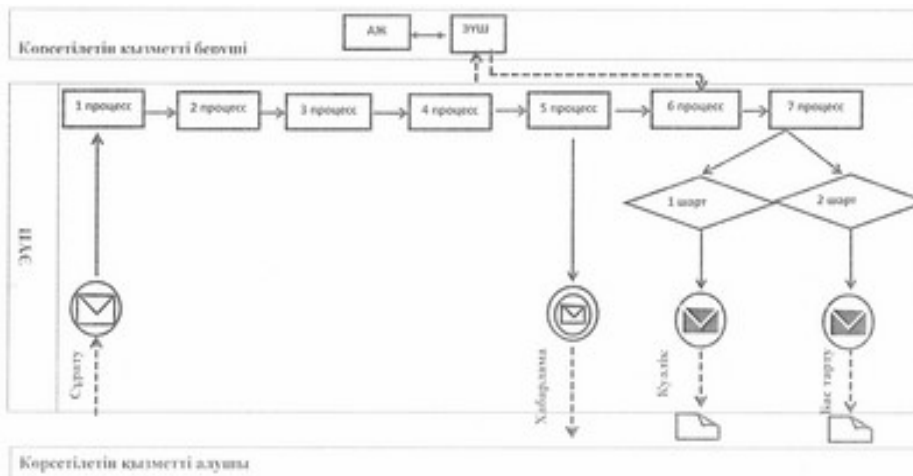 АЖ
ЭҮШ
Көрсетілетін қызметті беруші
1 процесс
2 процесс
3 процесс
4 процесс
5 процесс
6 процесс
7 процесс
1 шарт
2 шарт
ЭҮП
Сұрату
Хабарлама
Куәлік
Бас тарту
Көрсетілетін қызметті алушы